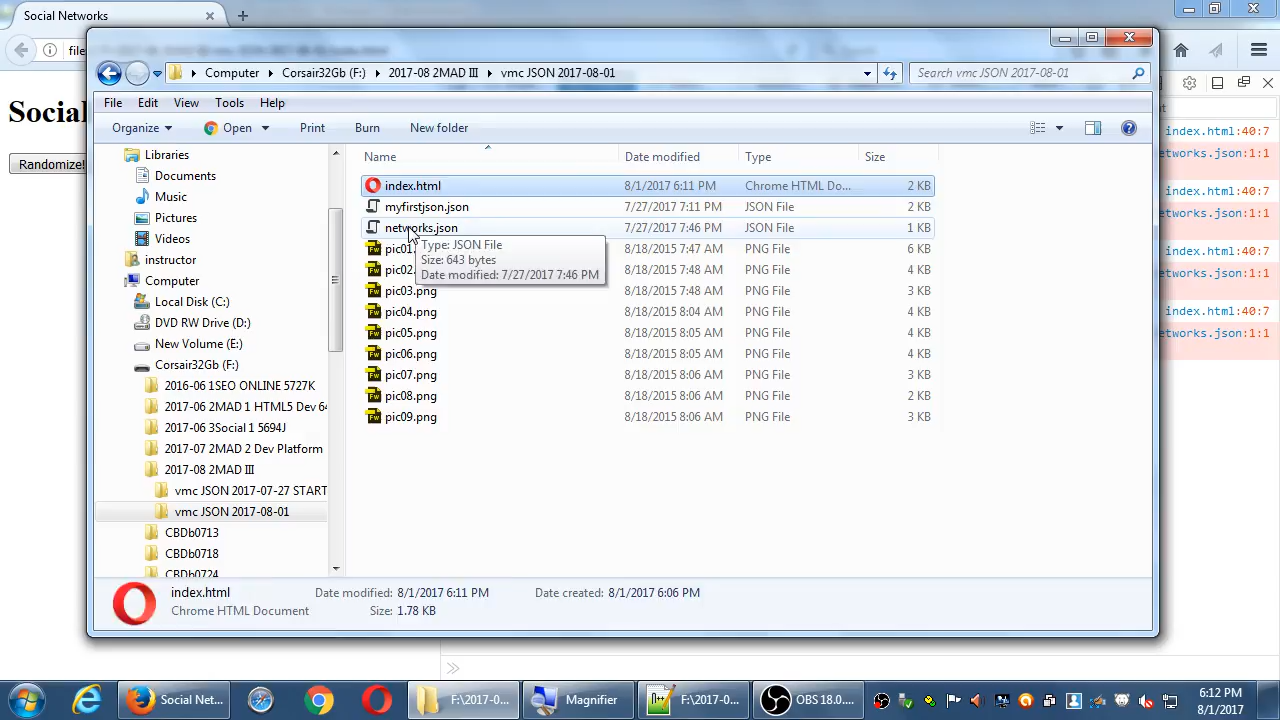 Social Networks
file
Social
Randomize!
Computer
Corsair32Gb (F:)
2017-08 2MAD III
vmc JSON 2017-08-01
Search vmc JSON 2017-08-01
File
Edit
View
Tools
Help
Organize
Open
Print
Burn
New folder
Libraries
Documents
Music
Pictures
Videos
instructor
Computer
Local Disk (C:)
DVD RW Drive (D:)
New Volume (E:)
Corsair32Gb (F:)
2016-06 1SEO ONLINE 5727K
2017-06 2MAD 1 HTML5 Dev 64
2017-06 3Social 1 5694J
2017-07 2MAD 2 Dev Platform
2017-08 2MAD III
vmc JSON 2017-07-27 START
vmc JSON 2017-08-01
CBDb0713
CBDb0718
CBDb0724
Name Date modified Type Size
index.html 8/1/2017 6:11 PM Chrome HTML Do... 2 KB
myfirstjson.json 7/27/2017 7:11 PM JSON File 2 KB
networks.json 7/27/2017 7:46 PM JSON File 1 KB
pic01 8/18/2015 7:47 AM PNG File 6 KB
pic02. 8/18/2015 7:48 AM PNG File 4 KB
pic03.png 8/18/2015 7:48 AM PNG File 3 KB
pic04.png 8/18/2015 8:04 AM PNG File 4 KB
pic05.png 8/18/2015 8:05 AM PNG File 4 KB
pic06.png 8/18/2015 8:05 AM PNG File 4 KB
pic07.png 8/18/2015 8:06 AM PNG File 3 KB
pic08.png 8/18/2015 8:06 AM PNG File 2 KB
pic09.png 8/18/2015 8:06 AM PNG File 3 KB
Type: JSON File
Size: 643 bytes
Date modified: 7/27/2017 7:46 PM
index.html Date modified: 8/1/2017 6:11 PM Date created: 8/1/2017 6:06 PM
Chrome HTML Document Size: 1.78 KB
index.html:40:7
etworks.json:1:1
index.html:40:7
etworks.json:1:1
index.html:40:7
etworks.json:1:1
index.html:40:7
etworks.json:1:1
Social Net...
F:\2017-0...
Magnifier
F:\2017-0...
OBS 18.0....
6:12 PM
8/1/2017